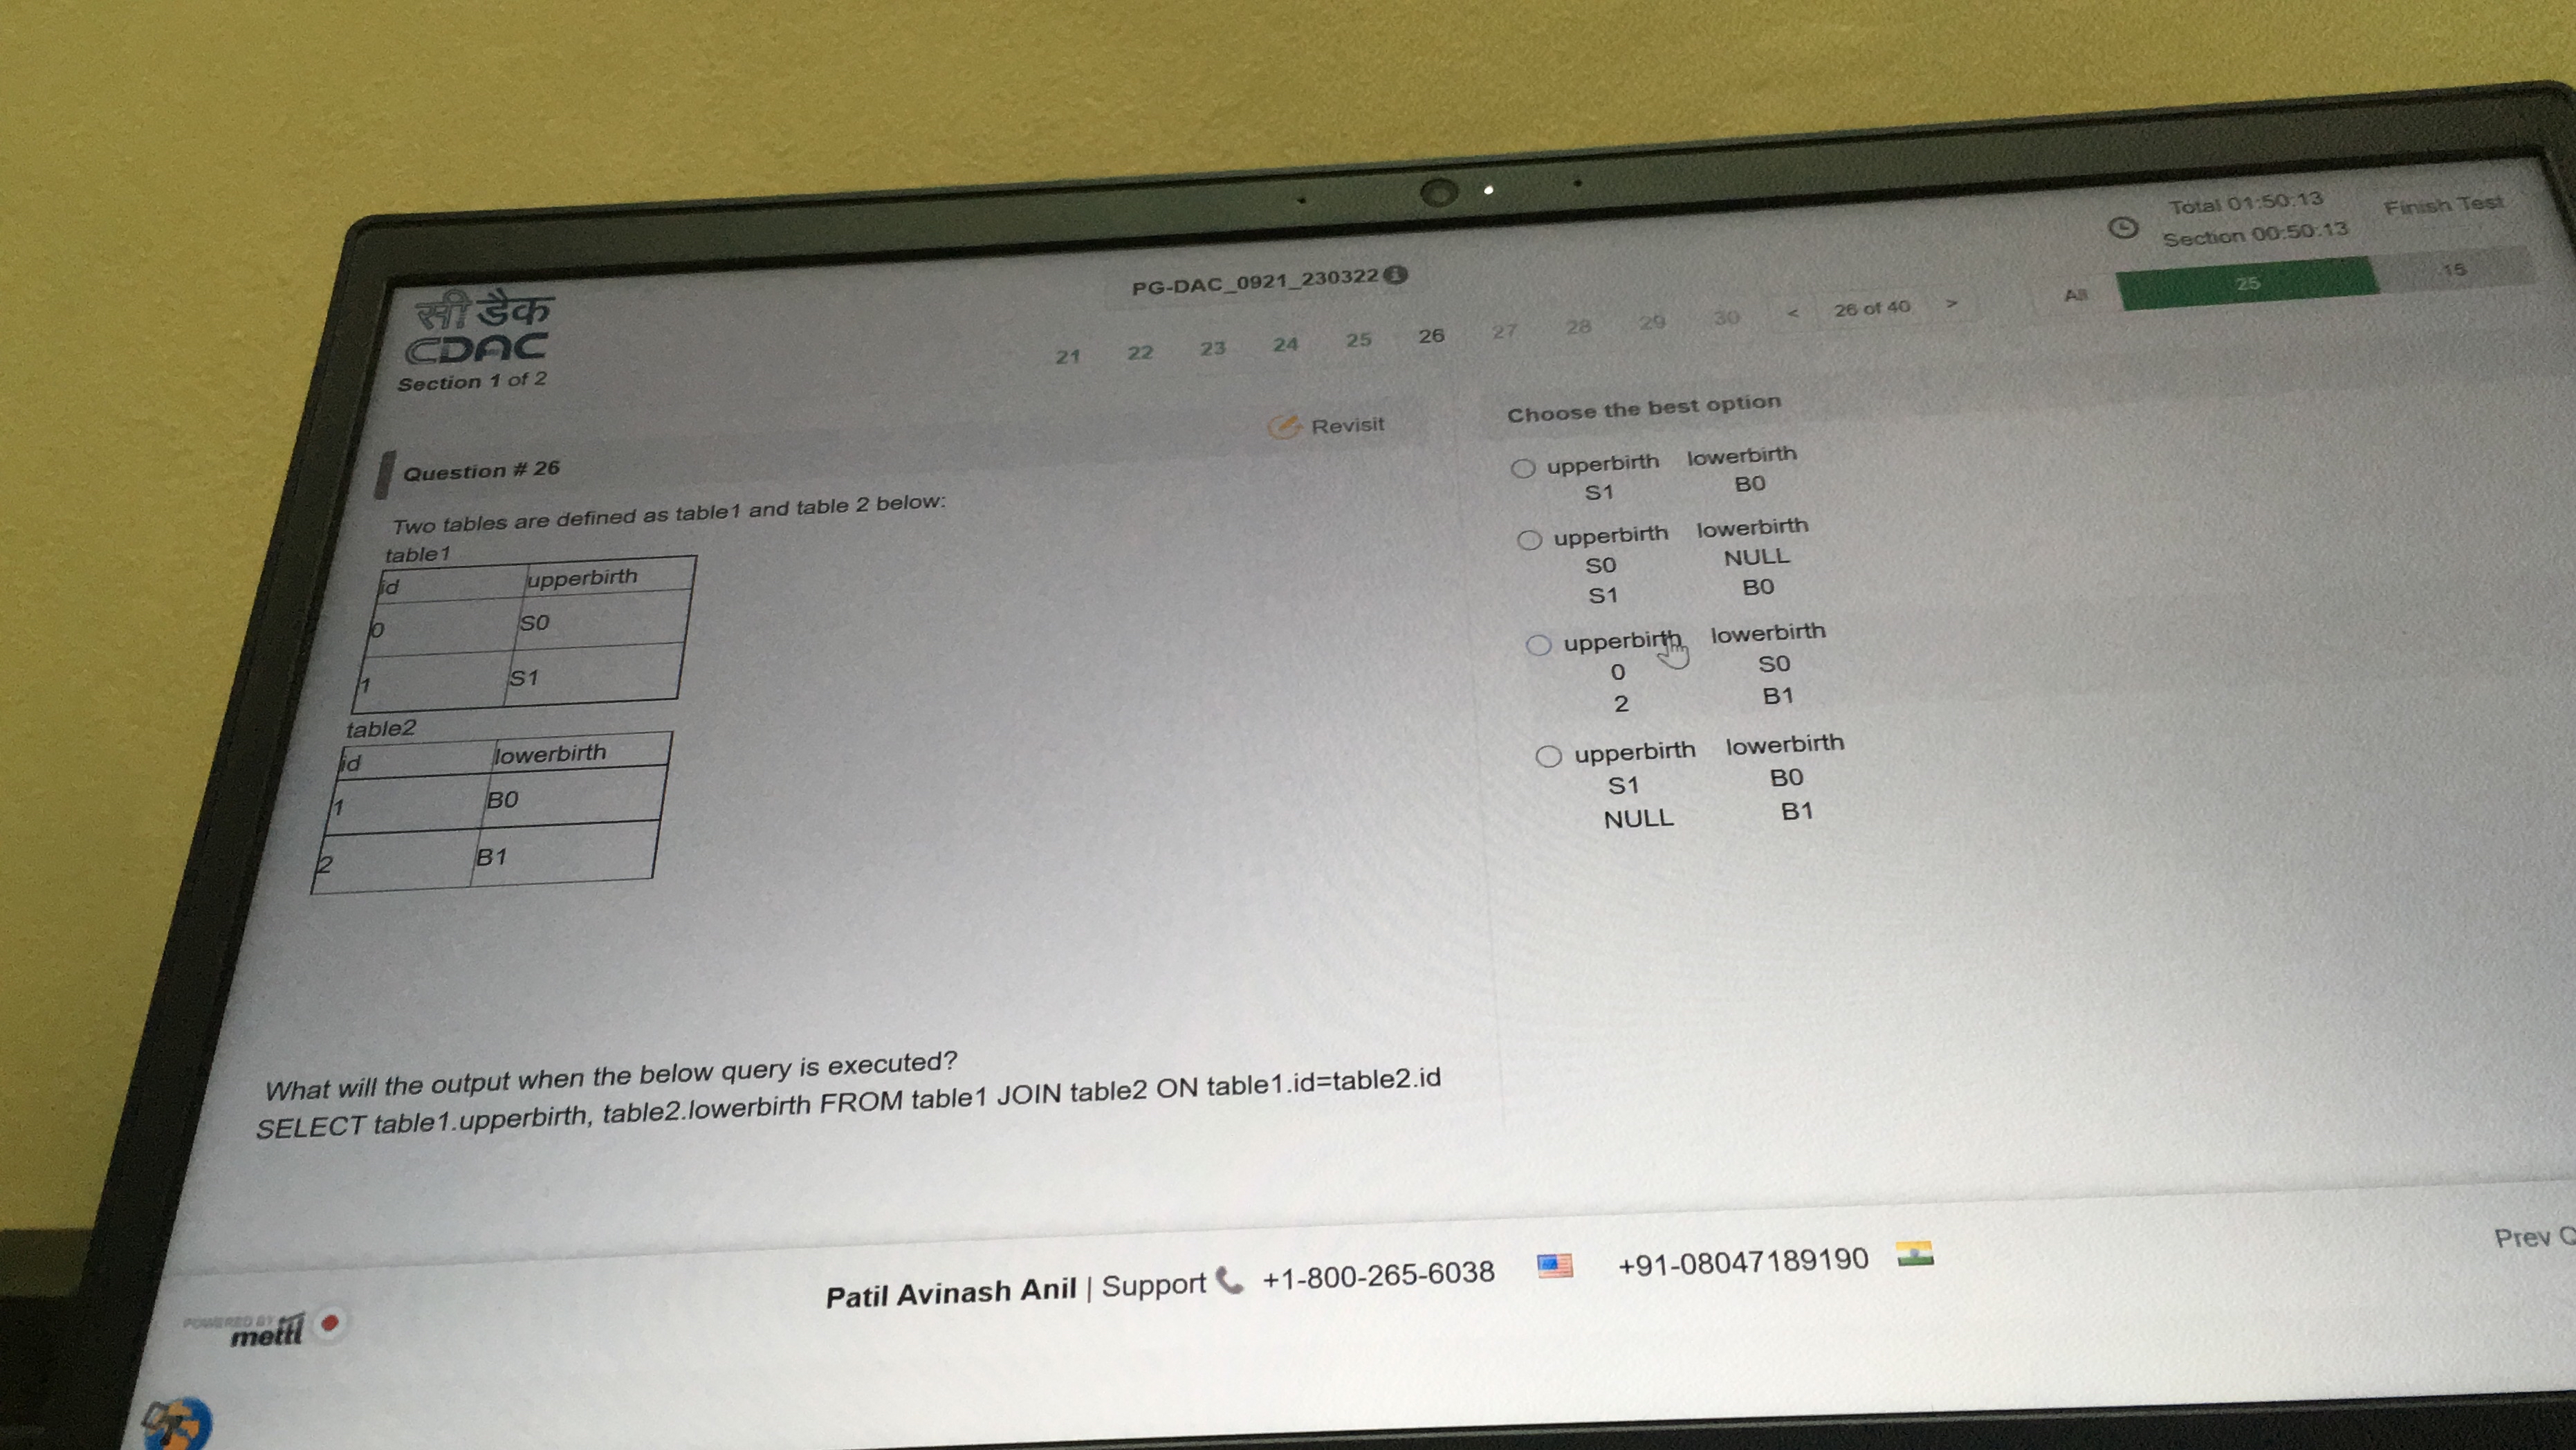 सी डैक
CDAC
Section 1 of 2
PG-DAC_0921_230322
21 22 23 24 25 26 27 28 29 30 < 26 of 40 >
Total 01:50:13
Section 00:50:13
Finish Test
All 25 15
Revisit
Question # 26
Two tables are defined as table1 and table 2 below:
table1
id upperbirth
0 S0
1 S1
table2
id lowerbirth
1 B0
2 B1
What will the output when the below query is executed?
SELECT table1.upperbirth, table2.lowerbirth FROM table1 JOIN table2 ON table1.id=table2.id
Choose the best option
upperbirth lowerbirth
S1 B0
upperbirth lowerbirth
S0 NULL
S1 B0
upperbirth lowerbirth
0 S0
2 B1
upperbirth lowerbirth
S1 B0
NULL B1
Prev Q
POWERED BY
mettl
Patil Avinash Anil | Support +1-800-265-6038 +91-08047189190